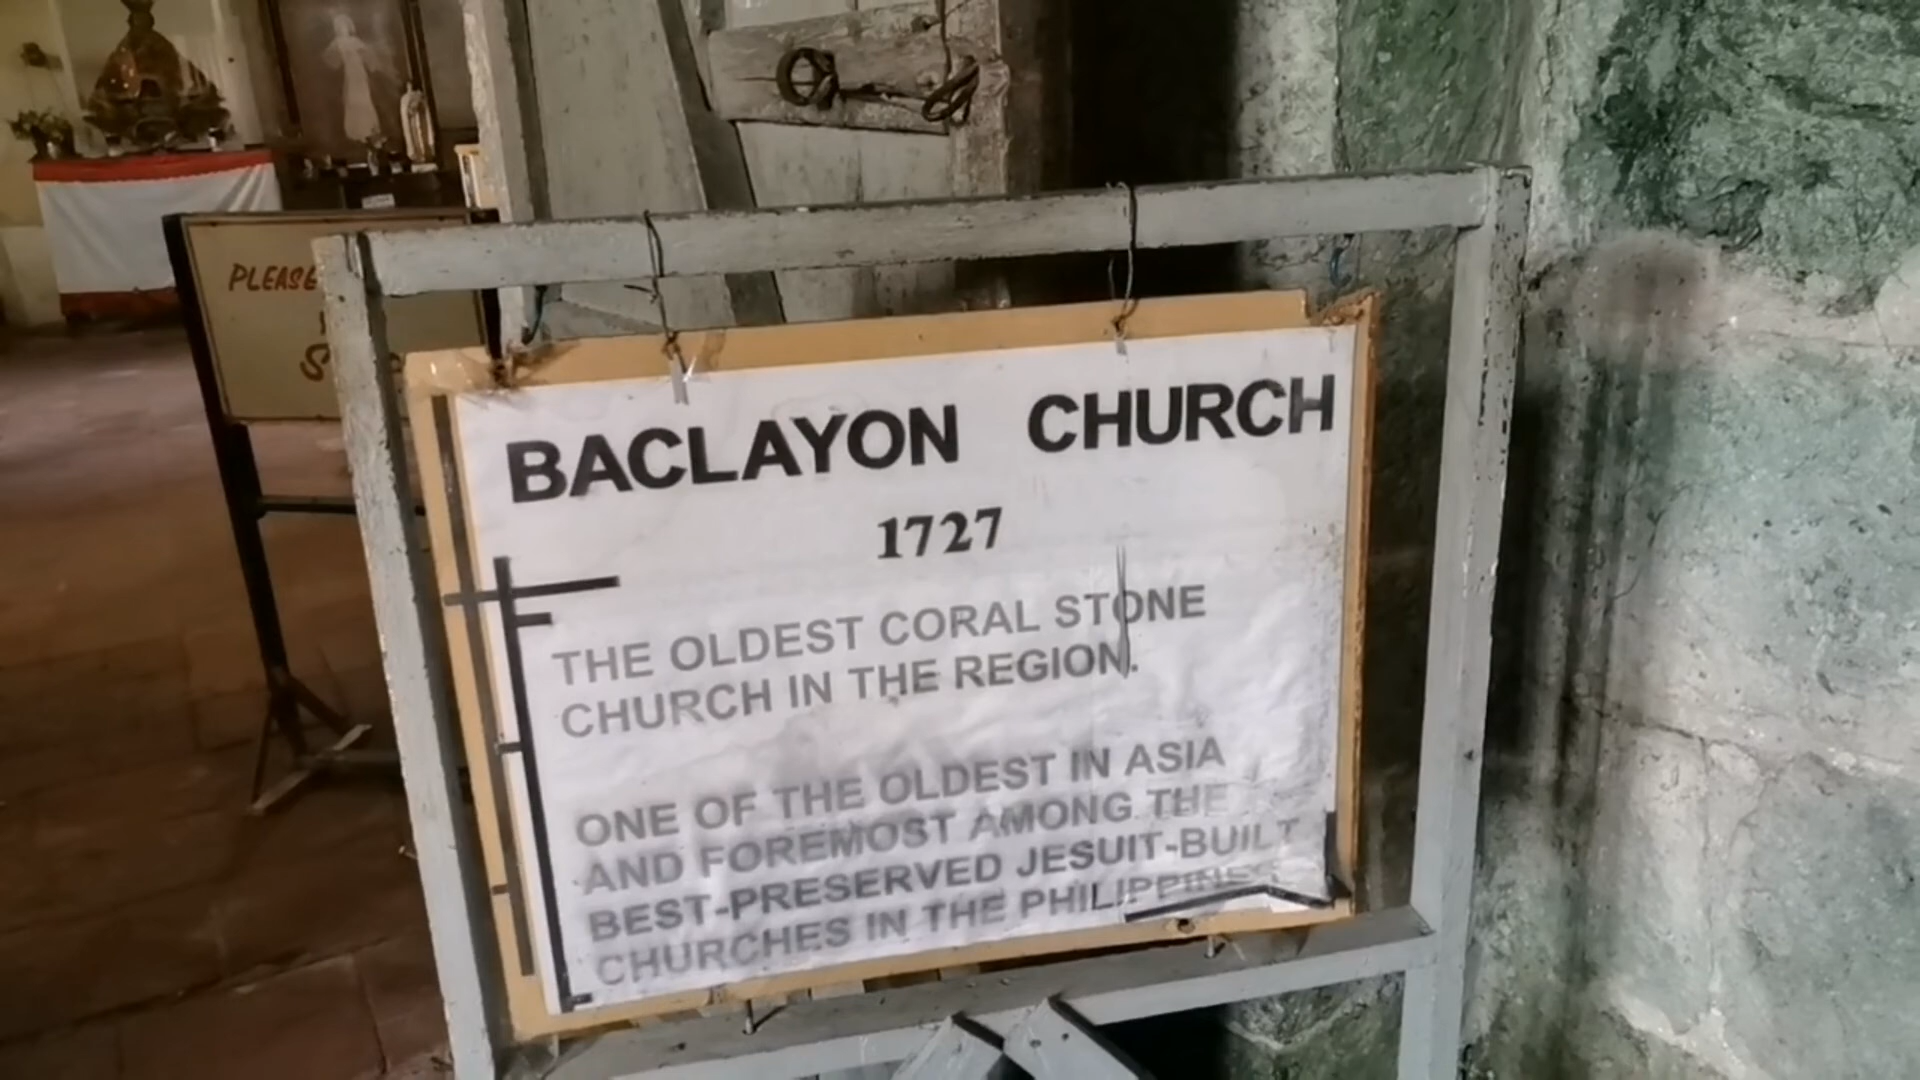 PLEASE
BACLAYON CHURCH
1727
THE OLDEST CORAL STONE
CHURCH IN THE REGION.
ONE OF THE OLDEST IN ASIA
AND FOREMOST AMONG THE
BEST-PRESERVED JESUIT-BUILT
CHURCHES IN THE PHILIPPINES